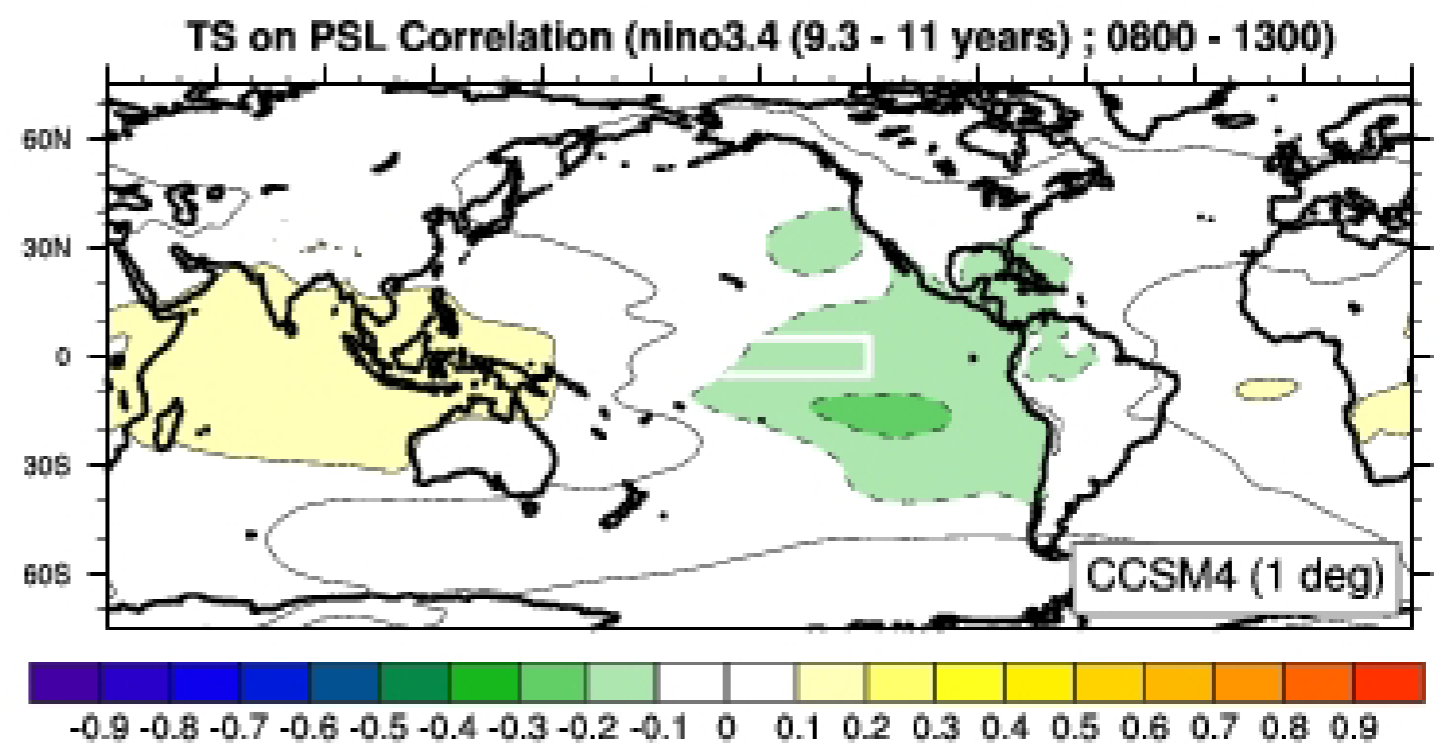 TS on PSL Correlation (nino3.4 (9.3 - 11 years) ; 0800 - 1300)
60N
30N
0
30S
60S
CCSM4 (1 deg)
-0.9 -0.8 -0.7 -0.6 -0.5 -0.4 -0.3 -0.2 -0.1 0 0.1 0.2 0.3 0.4 0.5 0.6 0.7 0.8 0.9